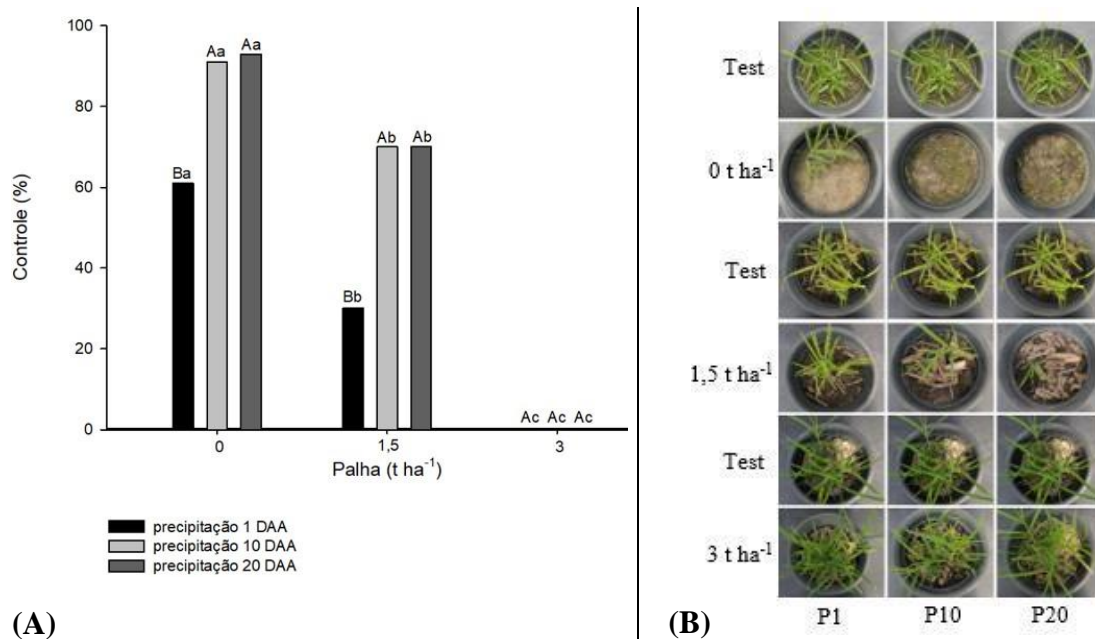 100
80
60
40
20
0
Controle (%)
Ba
Aa
Aa
Bb
Ab
Ab
Ac Ac Ac
0
1,5
3
Palha (t ha⁻¹)
precipitação 1 DAA
precipitação 10 DAA
precipitação 20 DAA
(A)
Test
0 t ha⁻¹
Test
1,5 t ha⁻¹
Test
3 t ha⁻¹
P1 P10 P20
(B)